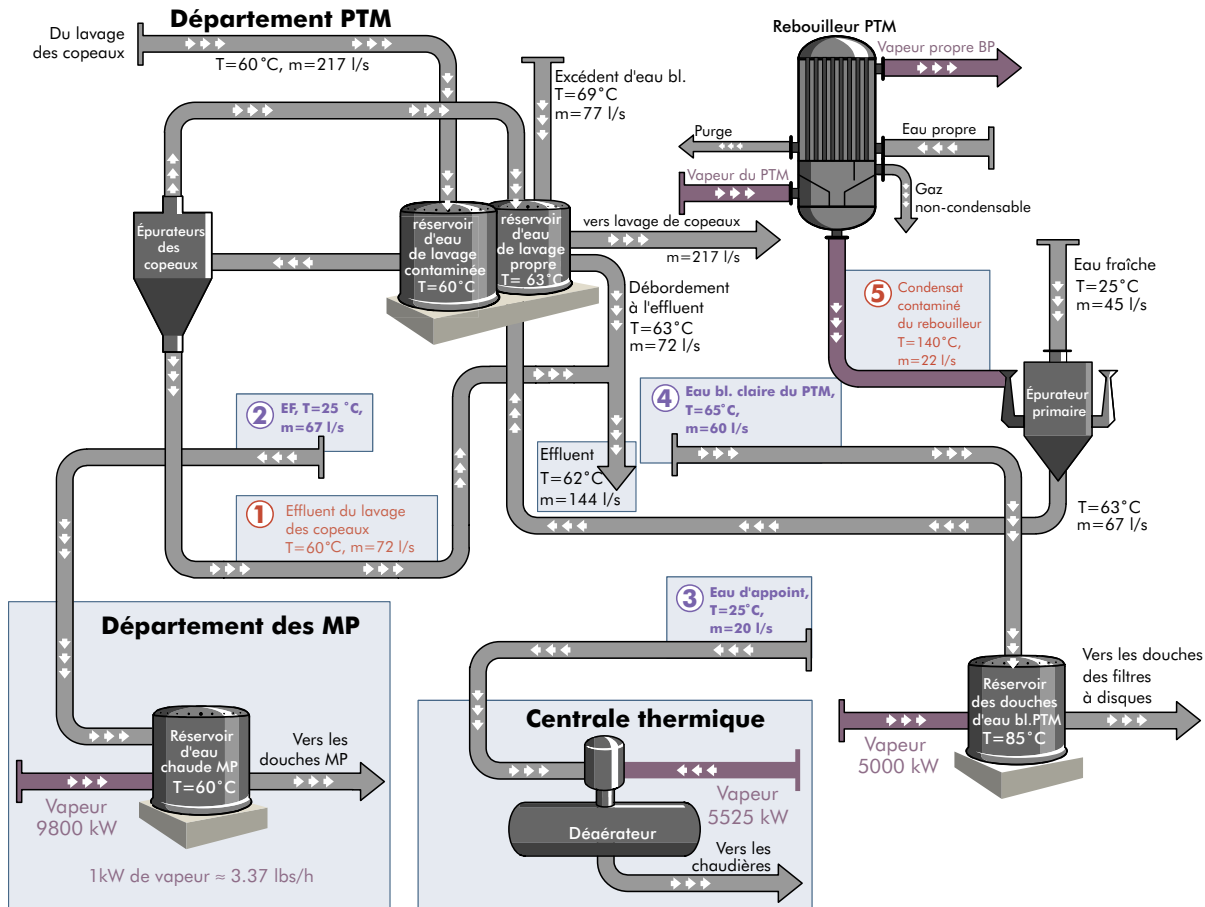 Département PTM
Du lavage
des copeaux
T=60°C, m=217 l/s
Excédent d'eau bl.
T=69°C
m=77 l/s
Rebouilleur PTM
Vapeur propre BP
Purge
Eau propre
Vapeur du PTM
Gaz
non-condensable
Épurateurs
des
copeaux
réservoir
d'eau
de lavage
contaminée
T=60°C
réservoir
d'eau
de lavage
propre
T= 63°C
vers lavage de copeaux
m=217 l/s
Débordement
à l'effluent
T=63°C
m=72 l/s
5
Condensat
contaminé
du rebouilleur
T=140°C,
m=22 l/s
Eau fraîche
T=25°C
m=45 l/s
Épurateur
primaire
2
EF, T=25 °C,
m=67 l/s
4
Eau bl. claire du PTM,
T=65°C,
m=60 l/s
Effluent
T=62°C
m=144 l/s
1
Effluent du lavage
des copeaux
T=60°C, m=72 l/s
T=63°C
m=67 l/s
3
Eau d'appoint,
T=25°C,
m=20 l/s
Département des MP
Réservoir
d'eau
chaude MP
T=60°C
Vers les
douches MP
Vapeur
9800 kW
1kW de vapeur ≈ 3.37 lbs/h
Centrale thermique
Vapeur
5525 kW
Déaérateur
Vers les
chaudières
Réservoir
des douches
d'eau bl.PTM
T=85°C
Vers les douches
des filtres
à disques
Vapeur
5000 kW